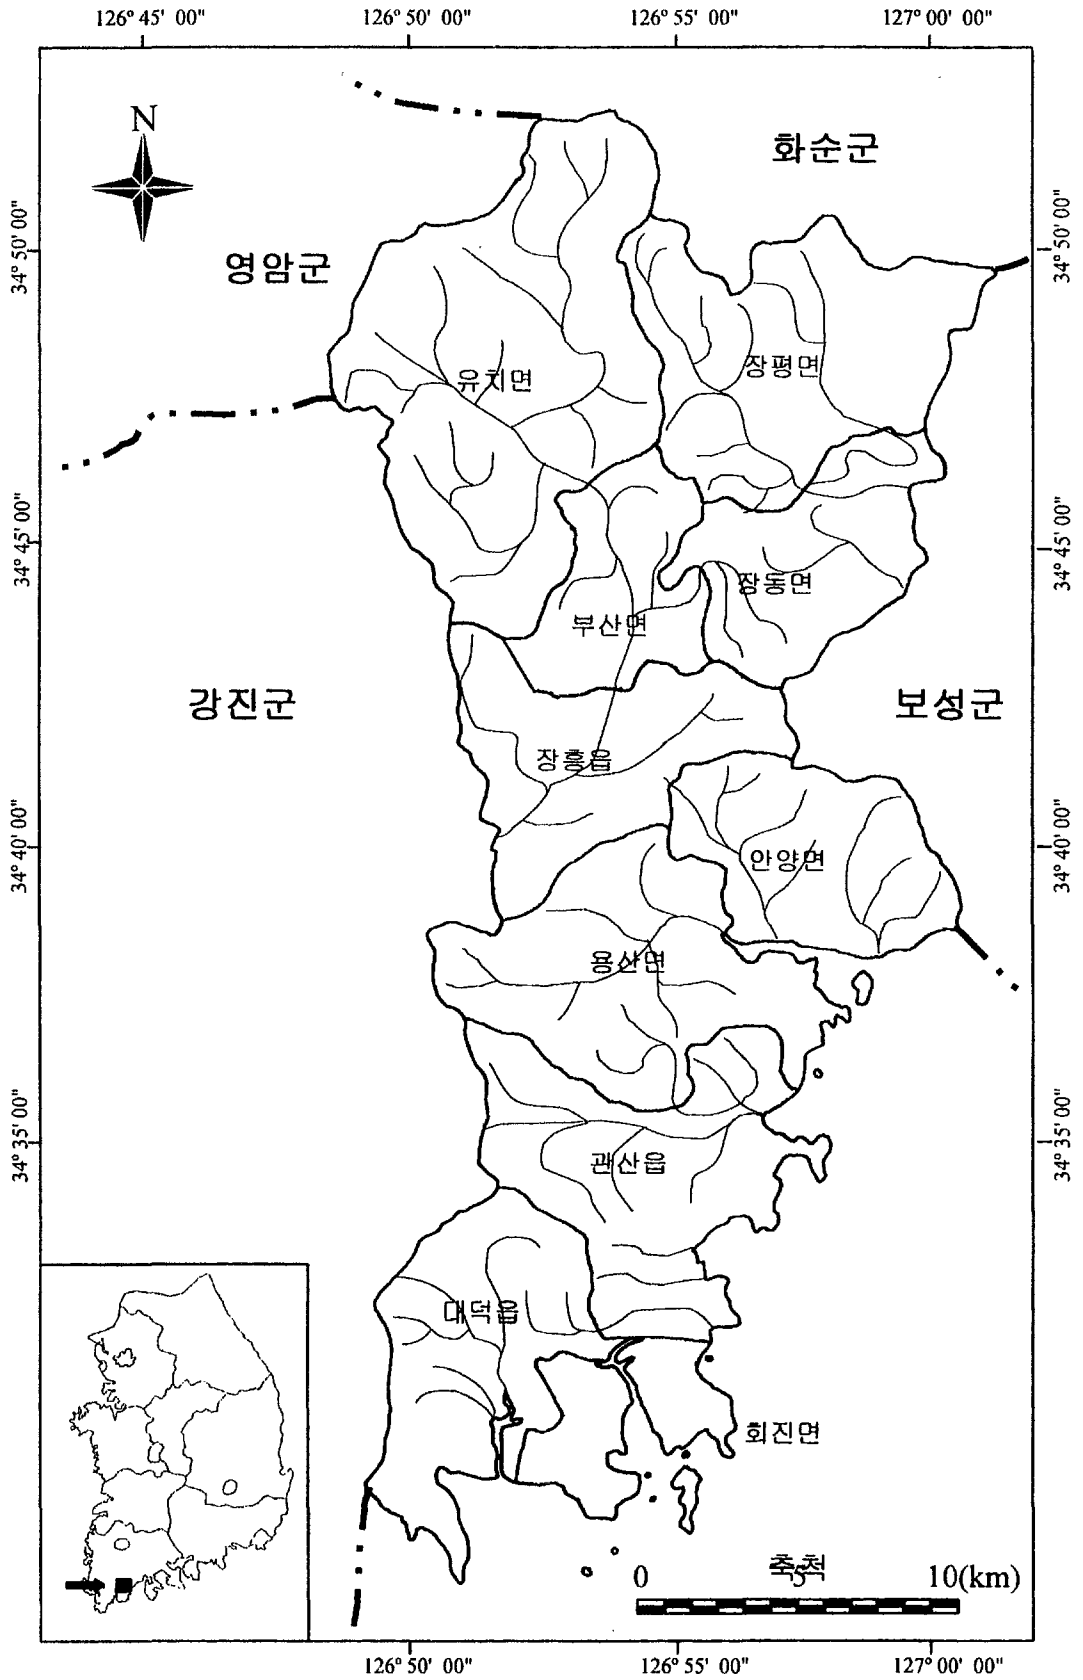 126° 45' 00"
126° 50' 00"
126° 55' 00"
127° 00' 00"
N
화순군
34° 50' 00"
34° 50' 00"
영암군
장평면
유치면
34° 45' 00"
34° 45' 00"
장동면
부산면
강진군
보성군
장흥읍
34° 40' 00"
34° 40' 00"
안양면
용산면
34° 35' 00"
34° 35' 00"
관산읍
대덕읍
회진면
축척
0 5 10(km)
126° 50' 00"
126° 55' 00"
127° 00' 00"